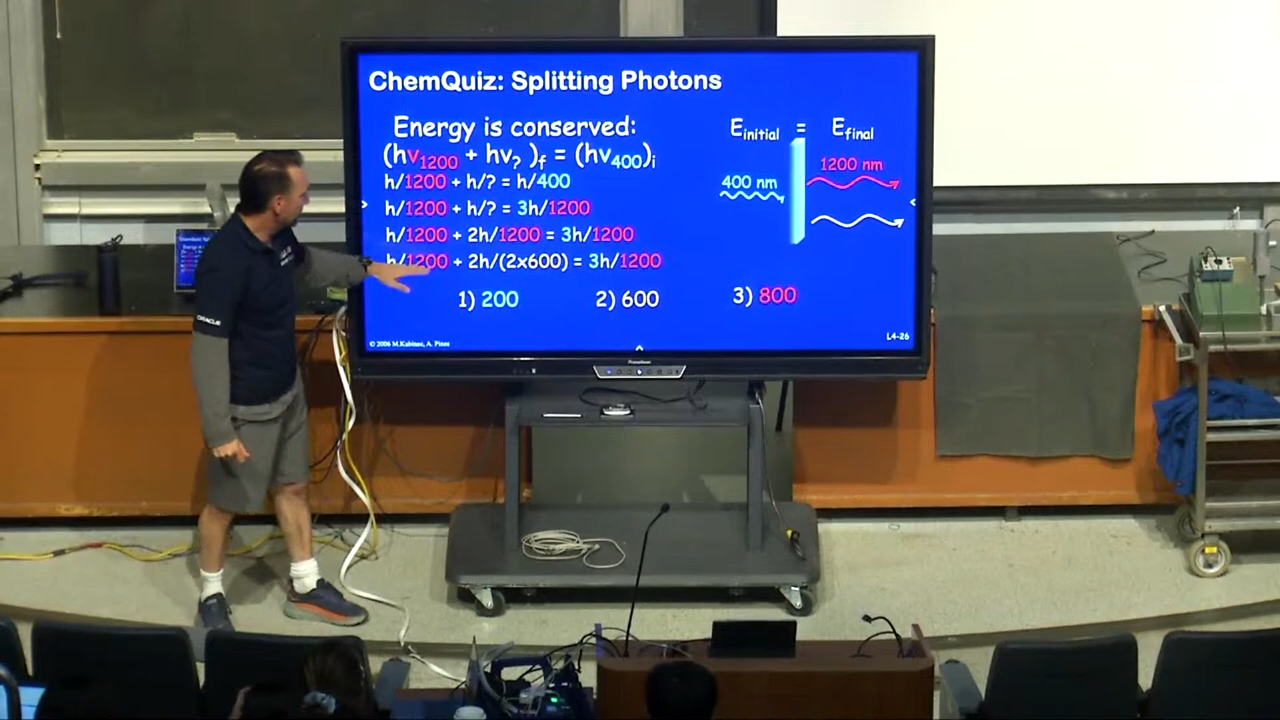 ChemQuiz: Splitting Photons
Energy is conserved:
(hν1200 + hν? )f = (hν400)i
h/1200 + h/? = h/400
h/1200 + h/? = 3h/1200
h/1200 + 2h/1200 = 3h/1200
h/1200 + 2h/(2x600) = 3h/1200
Einitial = Efinal
1200 nm
400 nm
1) 200 2) 600 3) 800
© 2006 M.Kubinec, A. Pines
L4-26
ORACLE